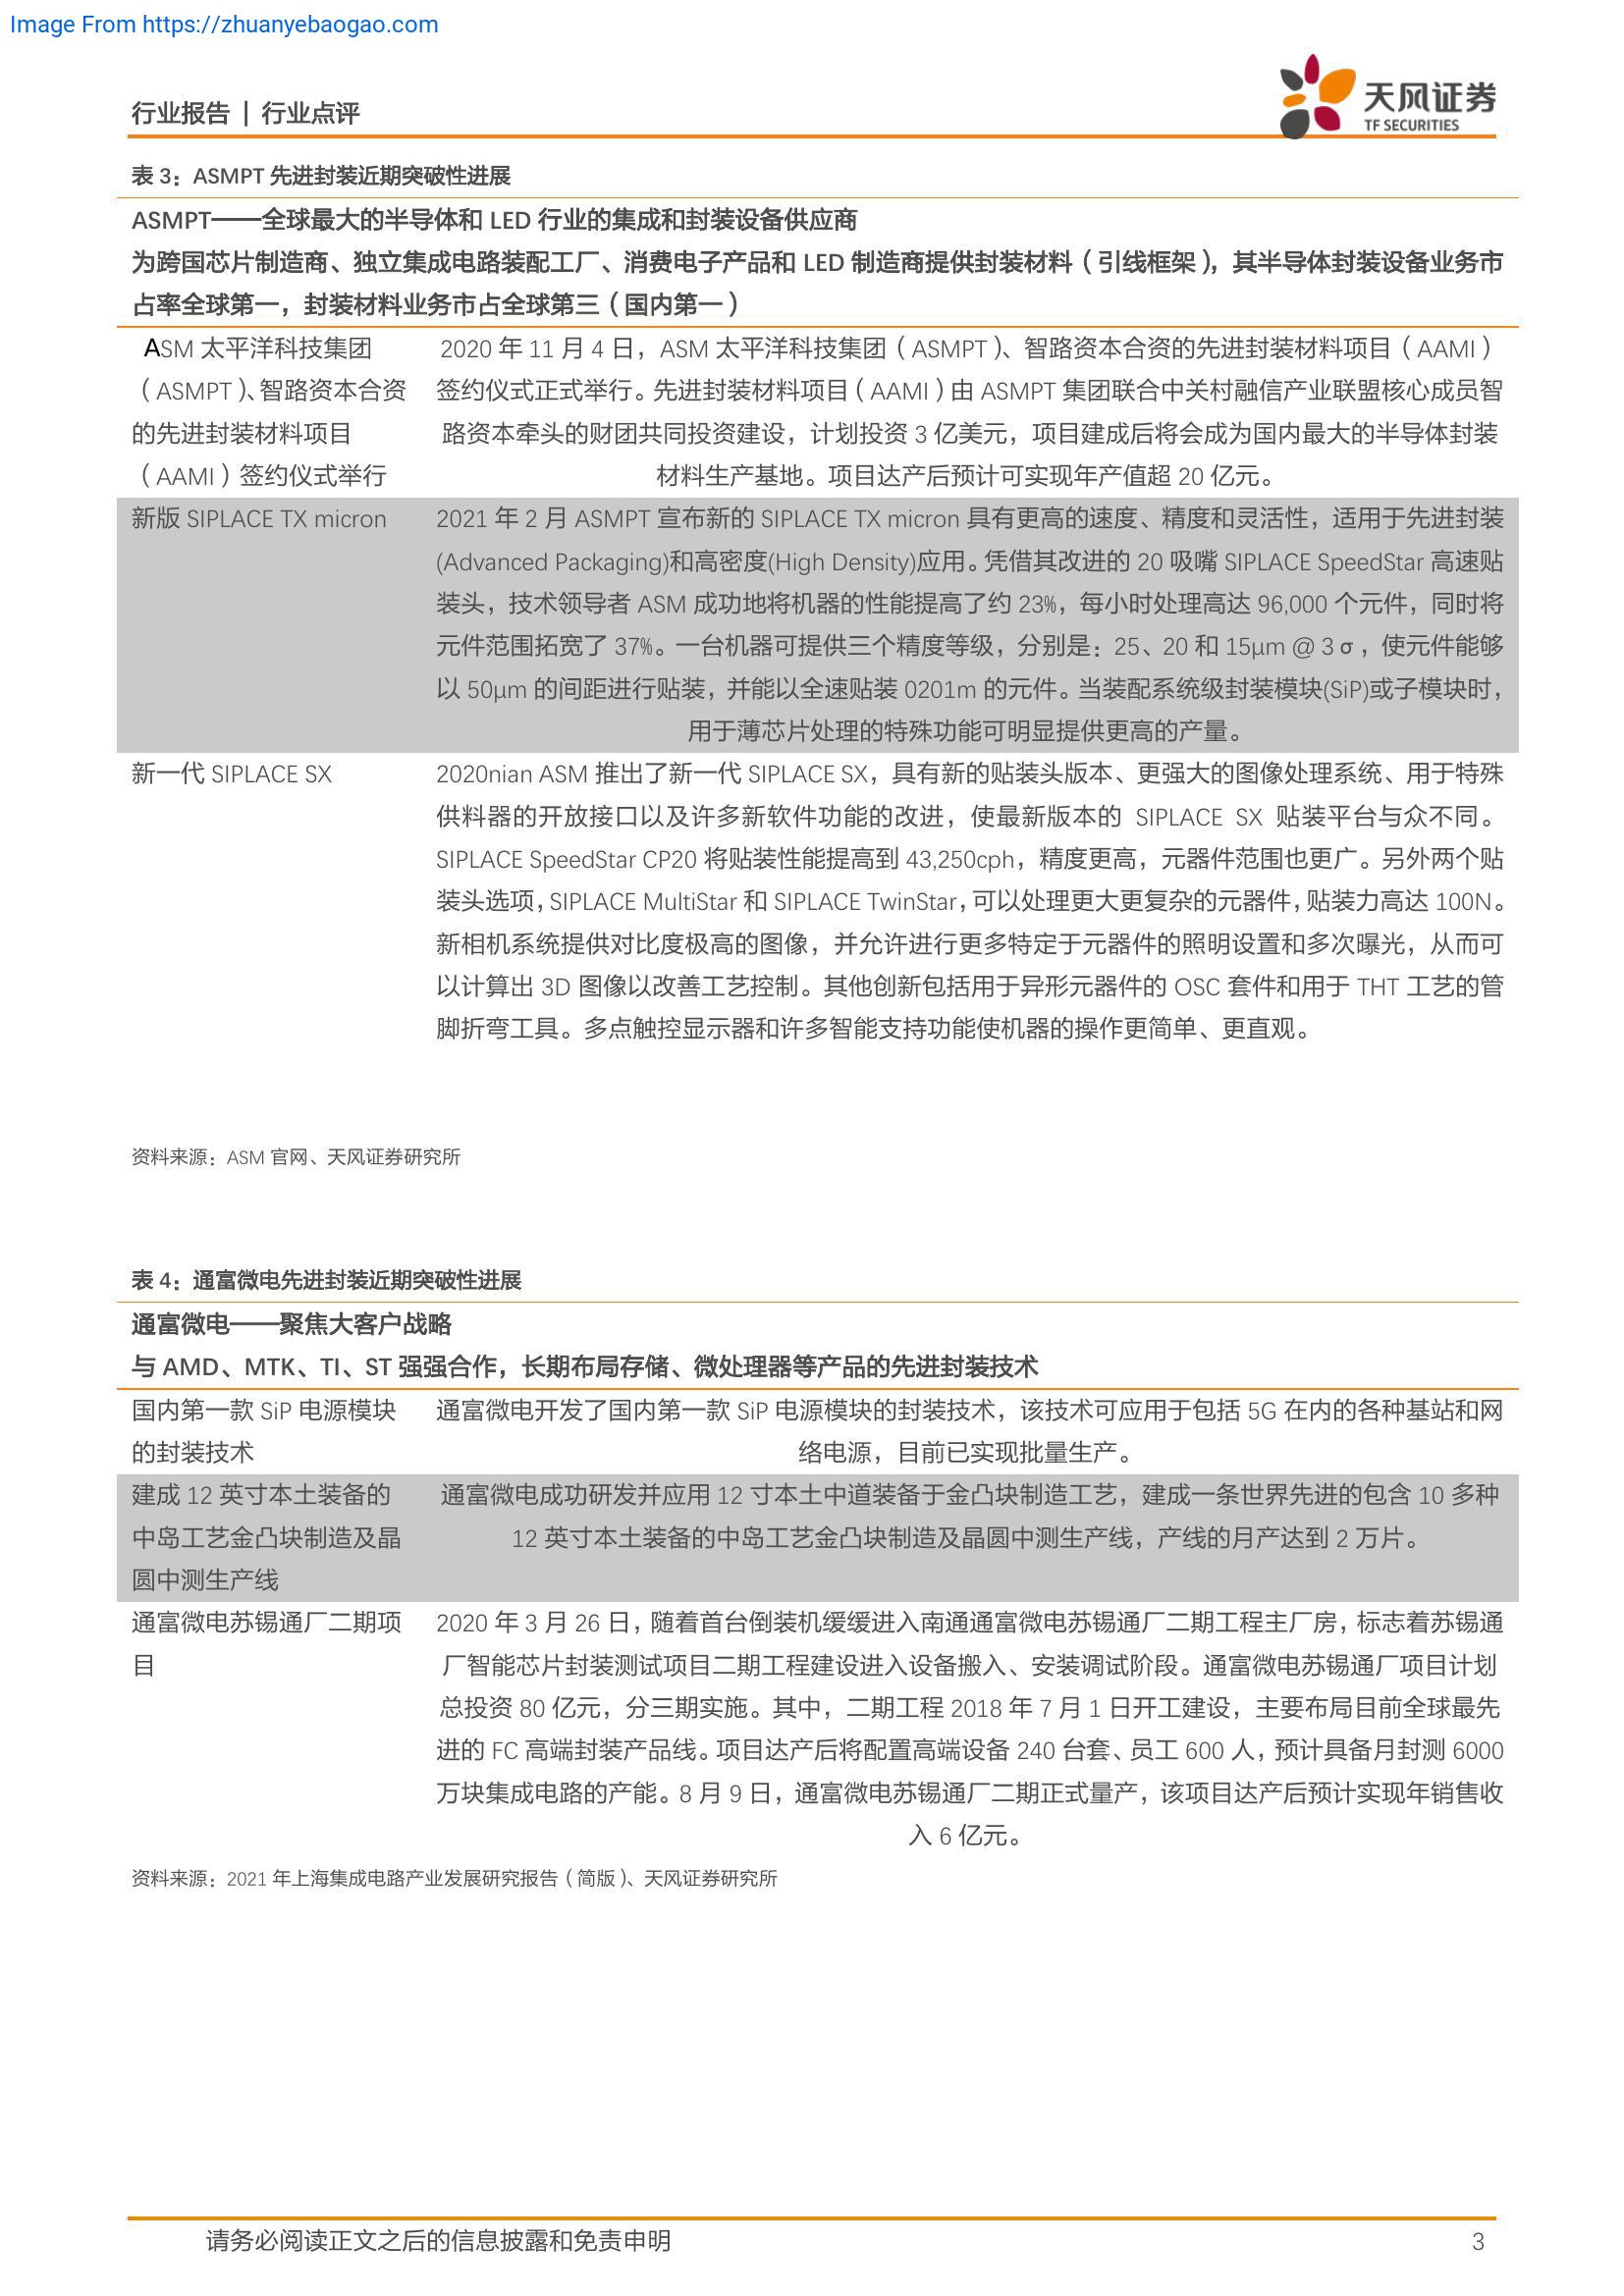 Image From https://zhuanyebaogao.com
行业报告 | 行业点评
天风证券
TF SECURITIES
表 3：ASMPT 先进封装近期突破性进展
ASMPT——全球最大的半导体和 LED 行业的集成和封装设备供应商
为跨国芯片制造商、独立集成电路装配工厂、消费电子产品和 LED 制造商提供封装材料（引线框架），其半导体封装设备业务市
占率全球第一，封装材料业务市占全球第三（国内第一）
ASM 太平洋科技集团
（ASMPT）、智路资本合资
的先进封装材料项目
（AAMI）签约仪式举行
2020 年 11 月 4 日，ASM 太平洋科技集团（ASMPT）、智路资本合资的先进封装材料项目（AAMI）
签约仪式正式举行。先进封装材料项目（AAMI）由 ASMPT 集团联合中关村融信产业联盟核心成员智
路资本牵头的财团共同投资建设，计划投资 3 亿美元，项目建成后将会成为国内最大的半导体封装
材料生产基地。项目达产后预计可实现年产值超 20 亿元。
新版 SIPLACE TX micron
2021 年 2 月 ASMPT 宣布新的 SIPLACE TX micron 具有更高的速度、精度和灵活性，适用于先进封装
(Advanced Packaging)和高密度(High Density)应用。凭借其改进的 20 吸嘴 SIPLACE SpeedStar 高速贴
装头，技术领导者 ASM 成功地将机器的性能提高了约 23%，每小时处理高达 96,000 个元件，同时将
元件范围拓宽了 37%。一台机器可提供三个精度等级，分别是：25、20 和 15μm @ 3 σ，使元件能够
以 50μm 的间距进行贴装，并能以全速贴装 0201m 的元件。当装配系统级封装模块(SiP)或子模块时，
用于薄芯片处理的特殊功能可明显提供更高的产量。
新一代 SIPLACE SX
2020nian ASM 推出了新一代 SIPLACE SX，具有新的贴装头版本、更强大的图像处理系统、用于特殊
供料器的开放接口以及许多新软件功能的改进，使最新版本的 SIPLACE SX 贴装平台与众不同。
SIPLACE SpeedStar CP20 将贴装性能提高到 43,250cph，精度更高，元器件范围也更广。另外两个贴
装头选项，SIPLACE MultiStar 和 SIPLACE TwinStar，可以处理更大更复杂的元器件，贴装力高达 100N。
新相机系统提供对比度极高的图像，并允许进行更多特定于元器件的照明设置和多次曝光，从而可
以计算出 3D 图像以改善工艺控制。其他创新包括用于异形元器件的 OSC 套件和用于 THT 工艺的管
脚折弯工具。多点触控显示器和许多智能支持功能使机器的操作更简单、更直观。
资料来源：ASM 官网、天风证券研究所
表 4：通富微电先进封装近期突破性进展
通富微电——聚焦大客户战略
与 AMD、MTK、TI、ST 强强合作，长期布局存储、微处理器等产品的先进封装技术
国内第一款 SiP 电源模块
的封装技术
通富微电开发了国内第一款 SiP 电源模块的封装技术，该技术可应用于包括 5G 在内的各种基站和网
络电源，目前已实现批量生产。
建成 12 英寸本土装备的
中岛工艺金凸块制造及晶
圆中测生产线
通富微电成功研发并应用 12 寸本土中道装备于金凸块制造工艺，建成一条世界先进的包含 10 多种
12 英寸本土装备的中岛工艺金凸块制造及晶圆中测生产线，产线的月产达到 2 万片。
通富微电苏锡通厂二期项
目
2020 年 3 月 26 日，随着首台倒装机缓缓进入南通通富微电苏锡通厂二期工程主厂房，标志着苏锡通
厂智能芯片封装测试项目二期工程建设进入设备搬入、安装调试阶段。通富微电苏锡通厂项目计划
总投资 80 亿元，分三期实施。其中，二期工程 2018 年 7 月 1 日开工建设，主要布局目前全球最先
进的 FC 高端封装产品线。项目达产后将配置高端设备 240 台套、员工 600 人，预计具备月封测 6000
万块集成电路的产能。8 月 9 日，通富微电苏锡通厂二期正式量产，该项目达产后预计实现年销售收
入 6 亿元。
资料来源：2021 年上海集成电路产业发展研究报告（简版）、天风证券研究所
请务必阅读正文之后的信息披露和免责申明
3